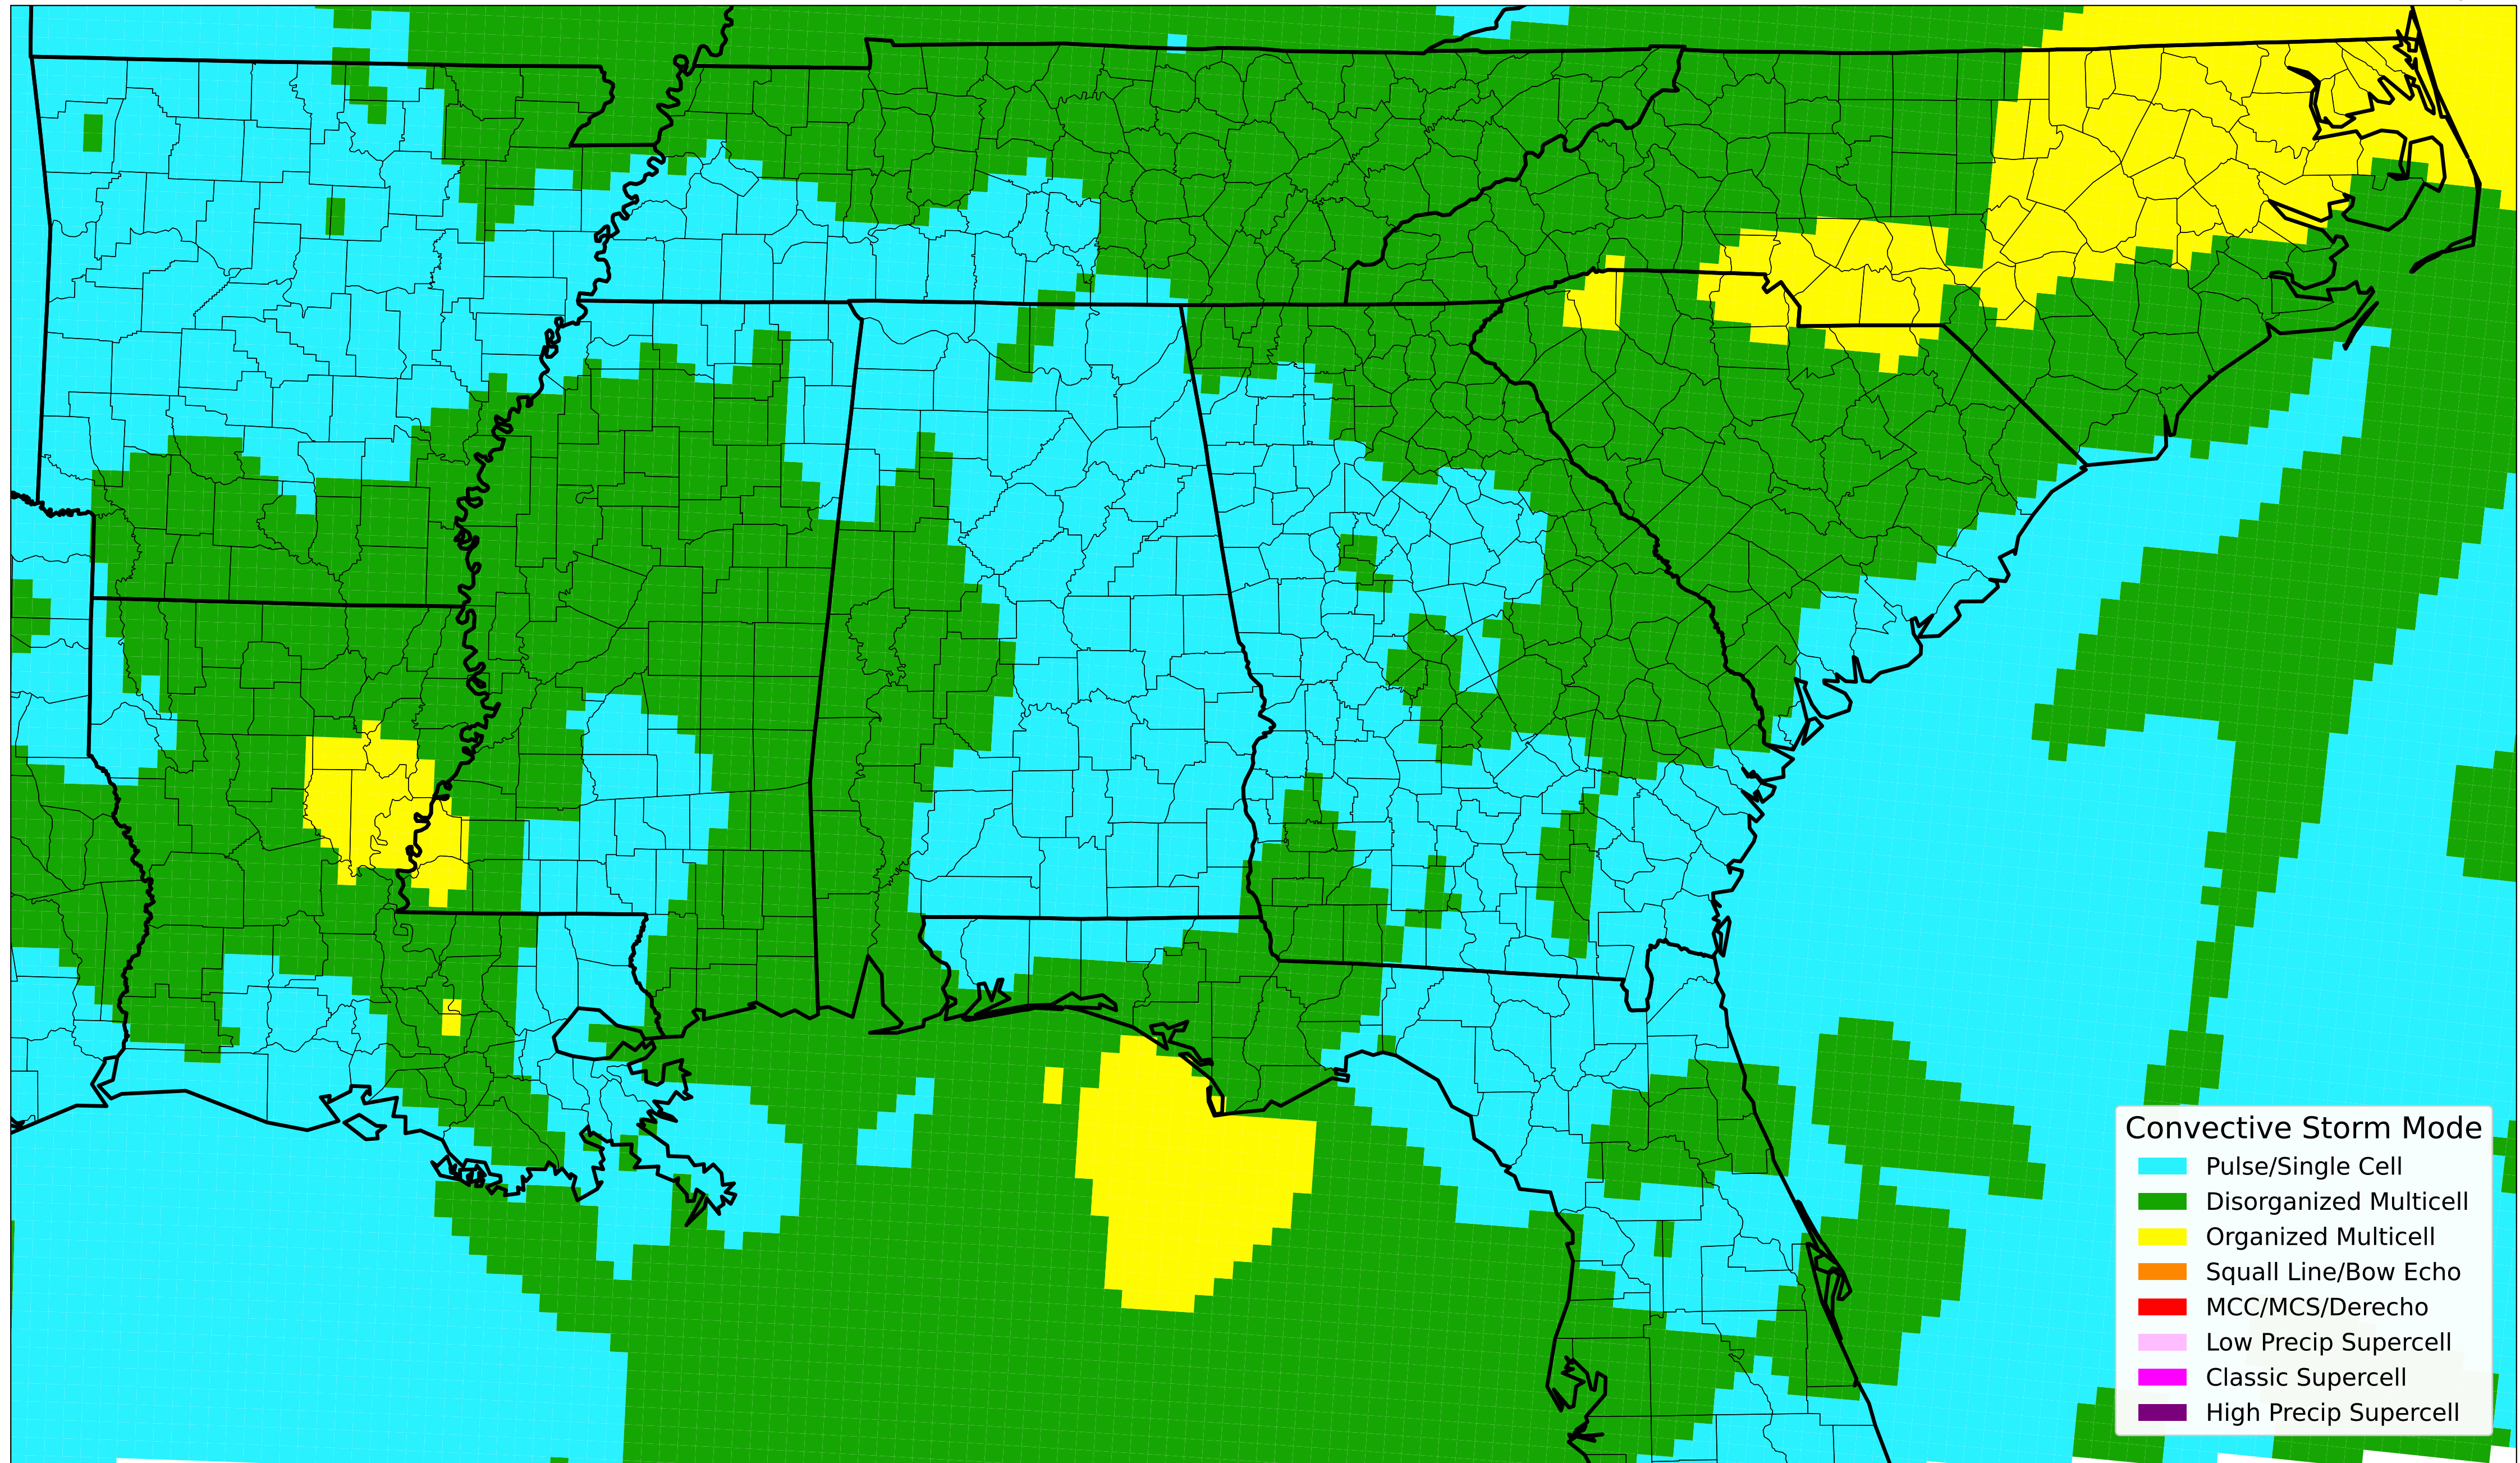 Convective Storm Mode
Pulse/Single Cell
Disorganized Multicell
Organized Multicell
Squall Line/Bow Echo
MCC/MCS/Derecho
Low Precip Supercell
Classic Supercell
High Precip Supercell